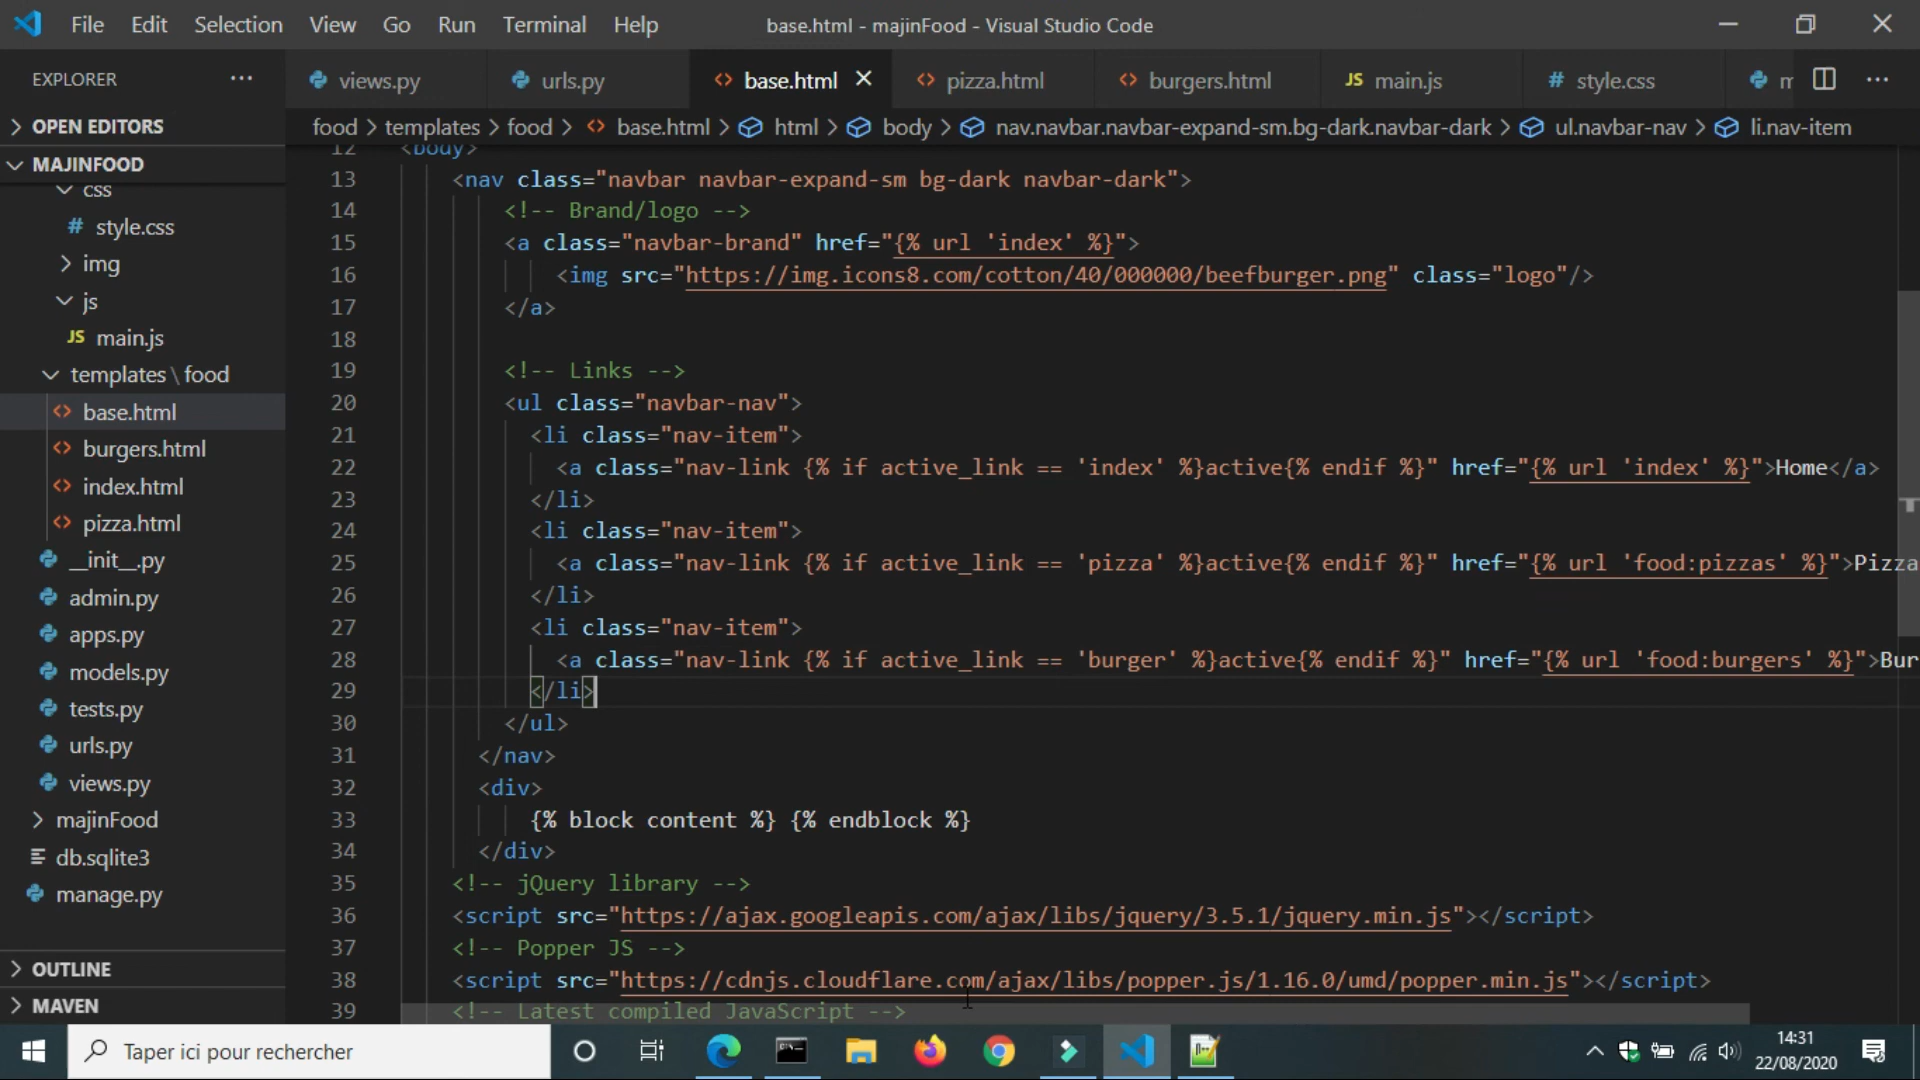 File Edit Selection View Go Run Terminal Help
base.html - majinFood - Visual Studio Code
EXPLORER
views.py
urls.py
base.html
pizza.html
burgers.html
JS main.js
# style.css
OPEN EDITORS
food > templates > food > base.html > html > body > nav.navbar.navbar-expand-sm.bg-dark.navbar-dark > ul.navbar-nav > li.nav-item
MAJINFOOD
css
# style.css
img
js
JS main.js
templates \ food
base.html
burgers.html
index.html
pizza.html
__init__.py
admin.py
apps.py
models.py
tests.py
urls.py
views.py
majinFood
db.sqlite3
manage.py
OUTLINE
MAVEN
12 <body>
13 <nav class="navbar navbar-expand-sm bg-dark navbar-dark">
14 <!-- Brand/logo -->
15 <a class="navbar-brand" href="{% url 'index' %}">
16 <img src="https://img.icons8.com/cotton/40/000000/beefburger.png" class="logo"/>
17 </a>
18
19 <!-- Links -->
20 <ul class="navbar-nav">
21 <li class="nav-item">
22 <a class="nav-link {% if active_link == 'index' %}active{% endif %}" href="{% url 'index' %}">Home</a>
23 </li>
24 <li class="nav-item">
25 <a class="nav-link {% if active_link == 'pizza' %}active{% endif %}" href="{% url 'food:pizzas' %}">Pizza
26 </li>
27 <li class="nav-item">
28 <a class="nav-link {% if active_link == 'burger' %}active{% endif %}" href="{% url 'food:burgers' %}">Bur
29 </li>
30 </ul>
31 </nav>
32 <div>
33 {% block content %} {% endblock %}
34 </div>
35 <!-- jQuery library -->
36 <script src="https://ajax.googleapis.com/ajax/libs/jquery/3.5.1/jquery.min.js"></script>
37 <!-- Popper JS -->
38 <script src="https://cdnjs.cloudflare.com/ajax/libs/popper.js/1.16.0/umd/popper.min.js"></script>
39 <!-- Latest compiled JavaScript -->
Taper ici pour rechercher
14:31
22/08/2020